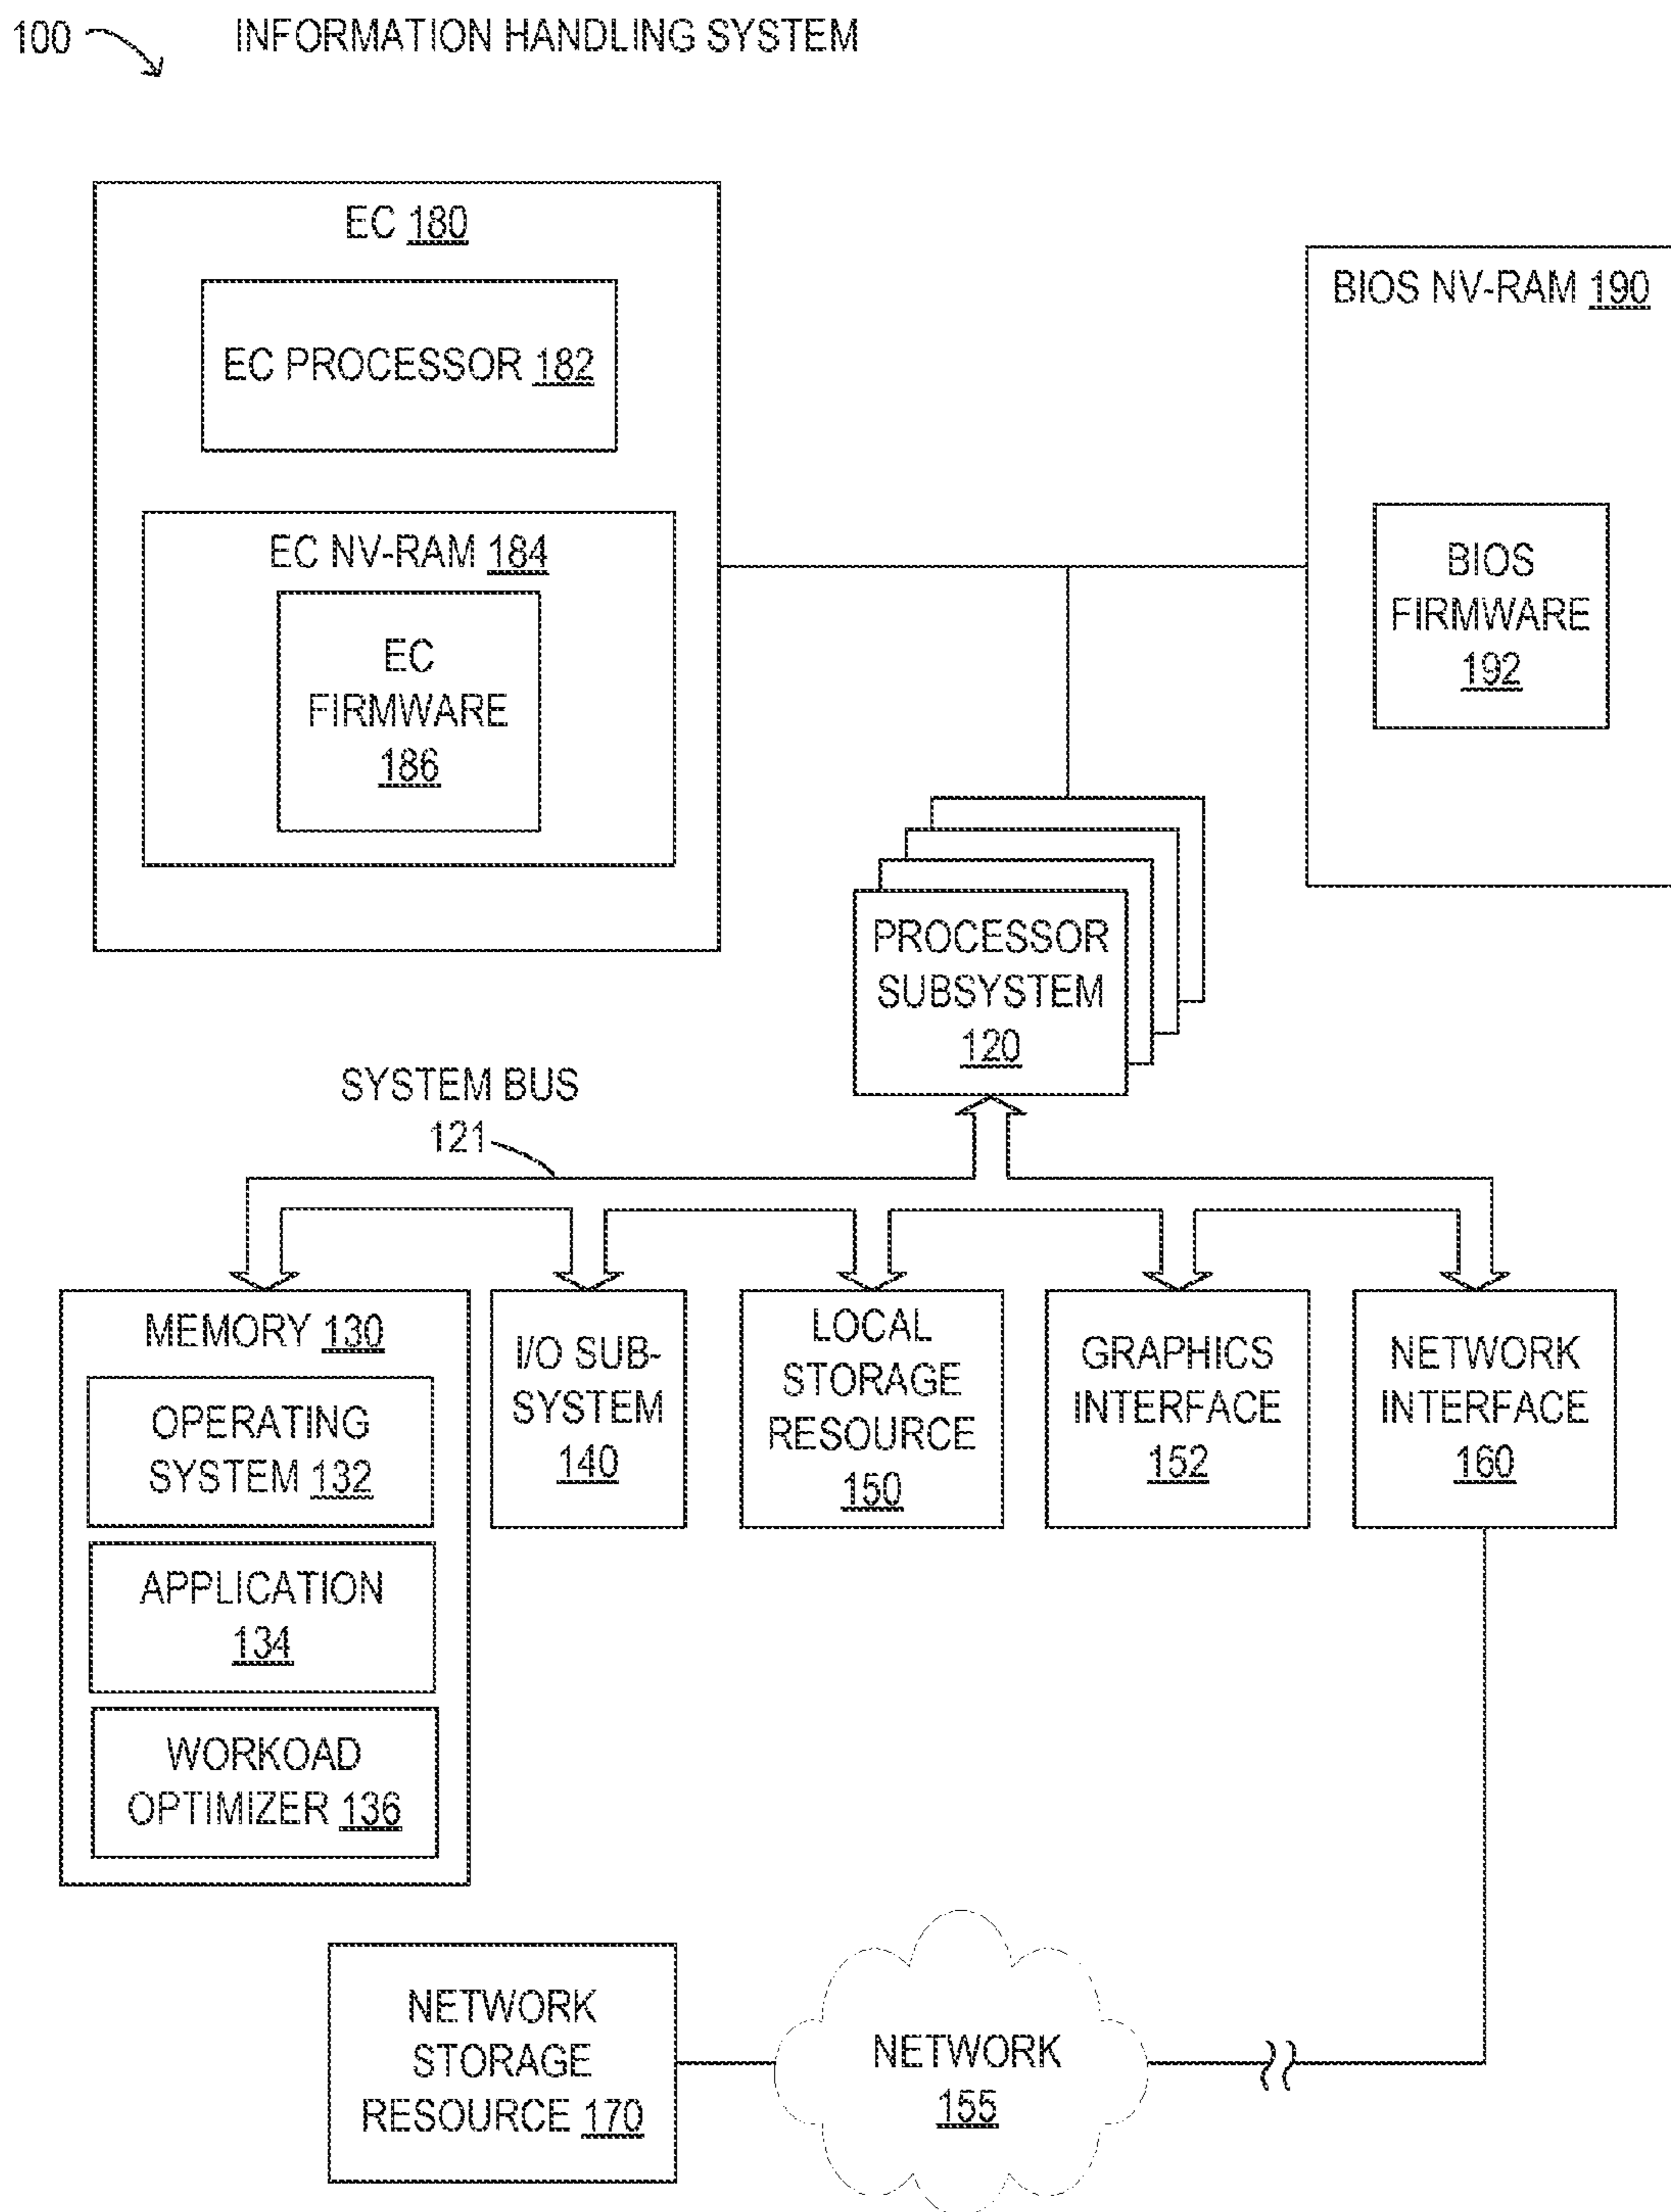 100
INFORMATION HANDLING SYSTEM
EC 180
EC PROCESSOR 182
EC NV-RAM 184
EC
FIRMWARE
186
BIOS NV-RAM 190
BIOS
FIRMWARE
192
PROCESSOR
SUBSYSTEM
120
SYSTEM BUS
121
MEMORY 130
OPERATING
SYSTEM 132
APPLICATION
134
WORKOAD
OPTIMIZER 136
I/O SUB-
SYSTEM
140
LOCAL
STORAGE
RESOURCE
150
GRAPHICS
INTERFACE
152
NETWORK
INTERFACE
160
NETWORK
STORAGE
RESOURCE 170
NETWORK
155